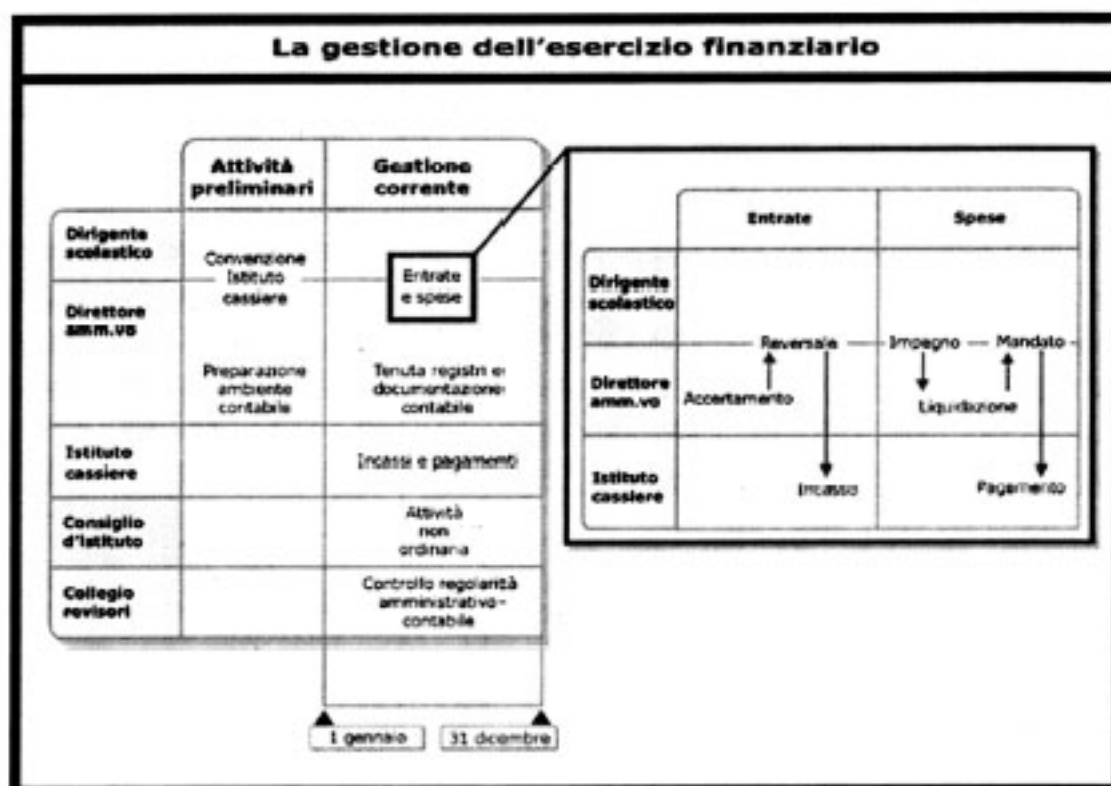 La gestione dell'esercizio finanziario
Attività
preliminari
Gestione
corrente
Dirigente
scolastico
Convenzione
Istituto
cassiere
Entrate
e spese
Direttore
amm.vo
Preparazione
ambiente
contabile
Tenuta registri e
documentazione
contabile
Istituto
cassiere
Incassi e pagamenti
Consiglio
d'Istituto
Attività
non
ordinaria
Collegio
revisori
Controllo regolarità
amministrativo-
contabile
1 gennaio
31 dicembre
Entrate
Spese
Dirigente
scolastico
Reversale
Impegno
Mandato
Direttore
amm.vo
Accertamento
Liquidazione
Istituto
cassiere
Incasso
Pagamento